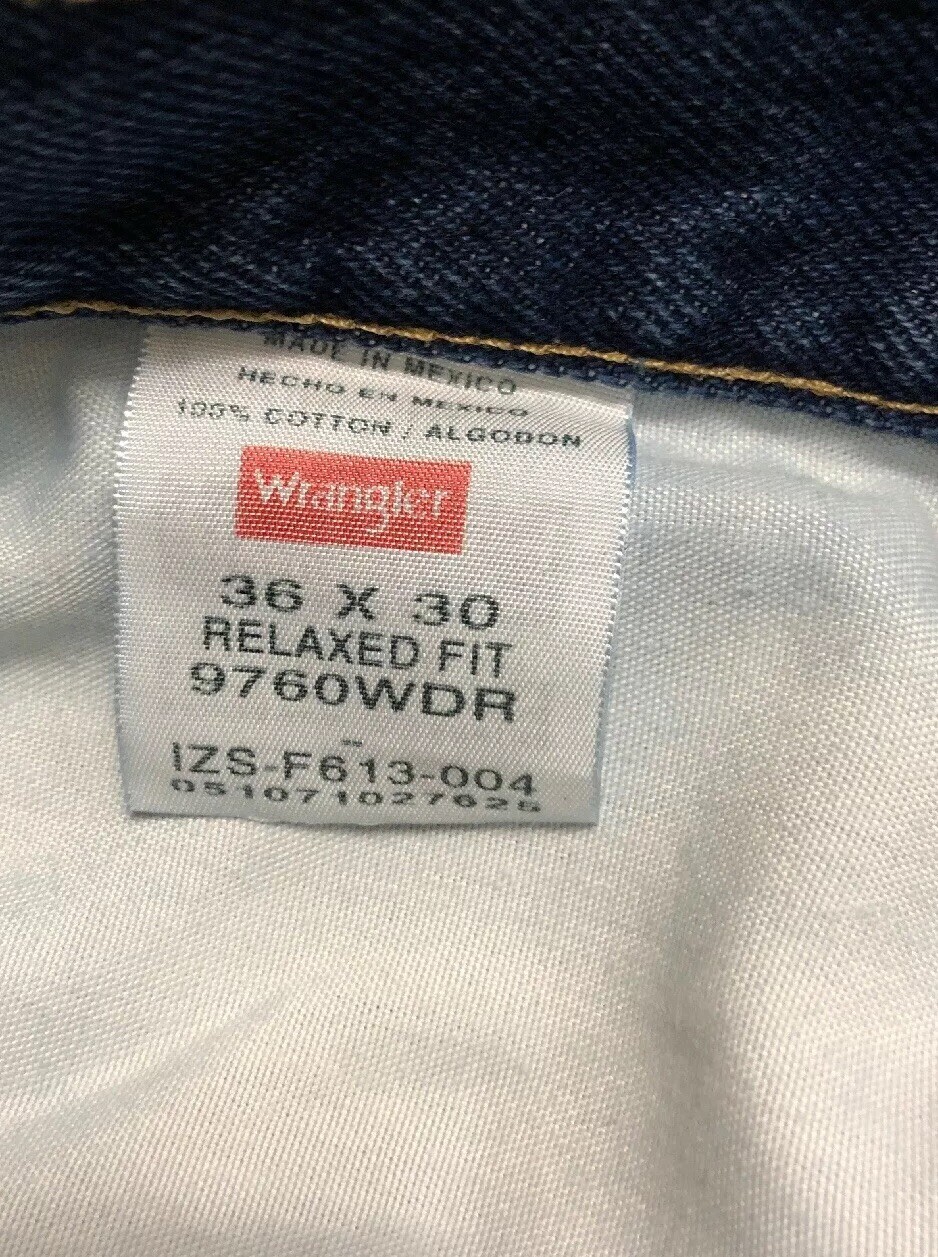 MADE IN MEXICO
HECHO EN MEXICO
100% COTTON / ALGODON
Wrangler
36 X 30
RELAXED FIT
9760WDR
IZS-F613-004
051071027625